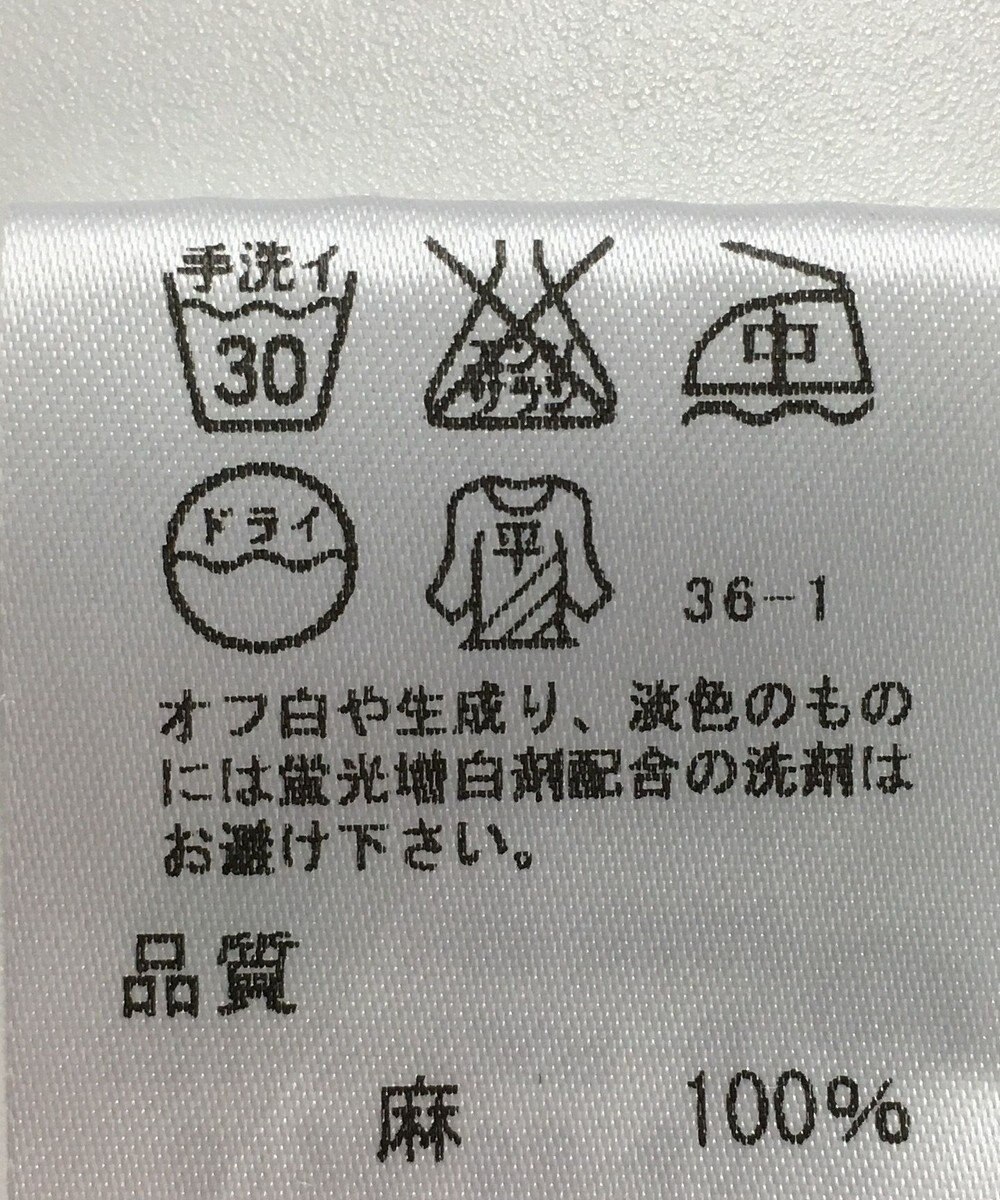 手洗イ
30
エンソサラシ
中
ドライ
平
36-1
オフ白や生成り、淡色のもの
には蛍光増白剤配合の洗剤は
お避け下さい。
品質
麻 100%